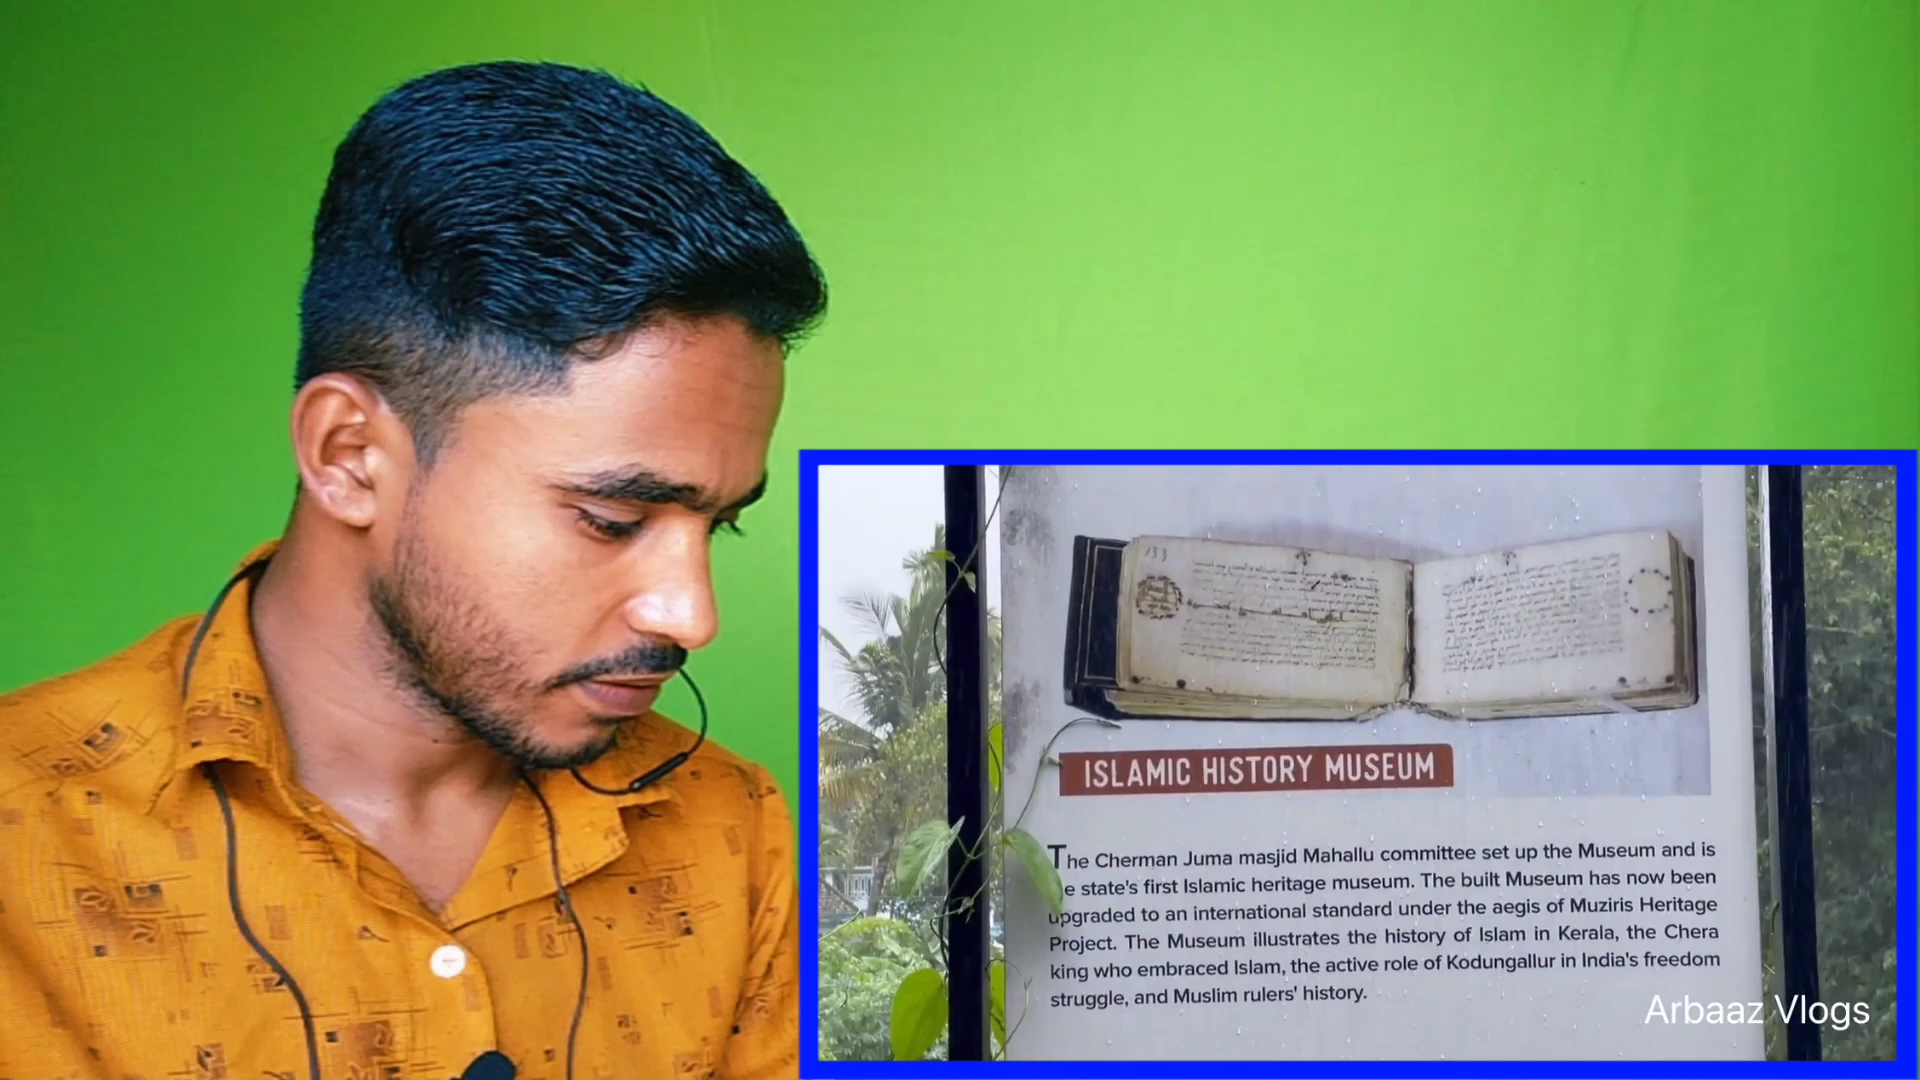 ISLAMIC HISTORY MUSEUM
The Cherman Juma masjid Mahallu committee set up the Museum and is
e state's first Islamic heritage museum. The built Museum has now been
upgraded to an international standard under the aegis of Muziris Heritage
Project. The Museum illustrates the history of Islam in Kerala, the Chera
king who embraced Islam, the active role of Kodungallur in India's freedom
struggle, and Muslim rulers' history.
Arbaaz Vlogs